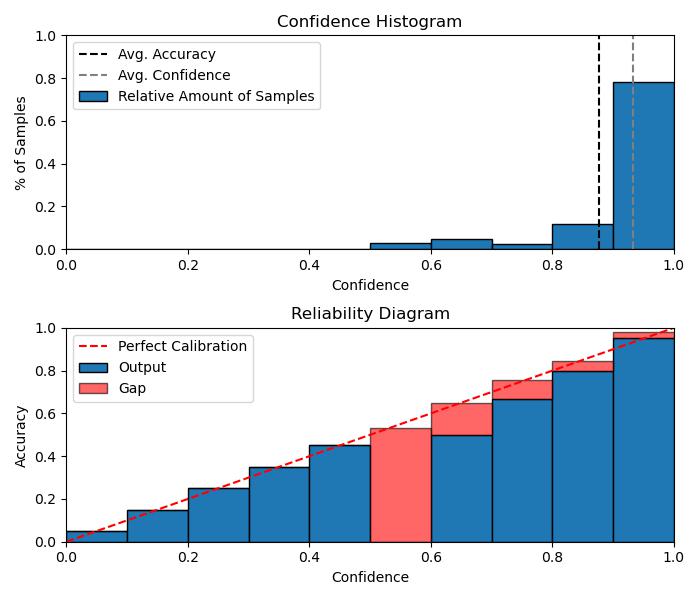 Confidence Histogram
1.0
0.8
0.6
0.4
0.2
0.0
% of Samples
Avg. Accuracy
Avg. Confidence
Relative Amount of Samples
0.0 0.2 0.4 0.6 0.8 1.0
Confidence
Reliability Diagram
1.0
0.8
0.6
0.4
0.2
0.0
Accuracy
Perfect Calibration
Output
Gap
0.0 0.2 0.4 0.6 0.8 1.0
Confidence